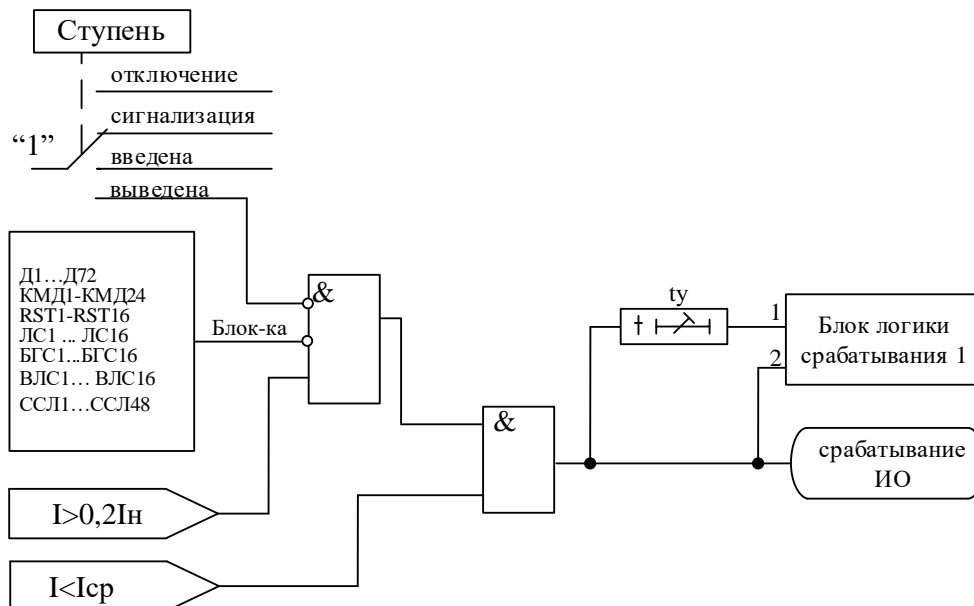 Ступень
отключение
сигнализация
“1”
введена
выведена
Д1…Д72
КМД1-КМД24
RST1-RST16
ЛС1 ... ЛС16
БГС1...БГС16
ВЛС1… ВЛС16
ССЛ1…ССЛ48
Блок-ка
&
&
tу
1
2
Блок логики
срабатывания 1
срабатывание
ИО
I>0,2Iн
I<Iср